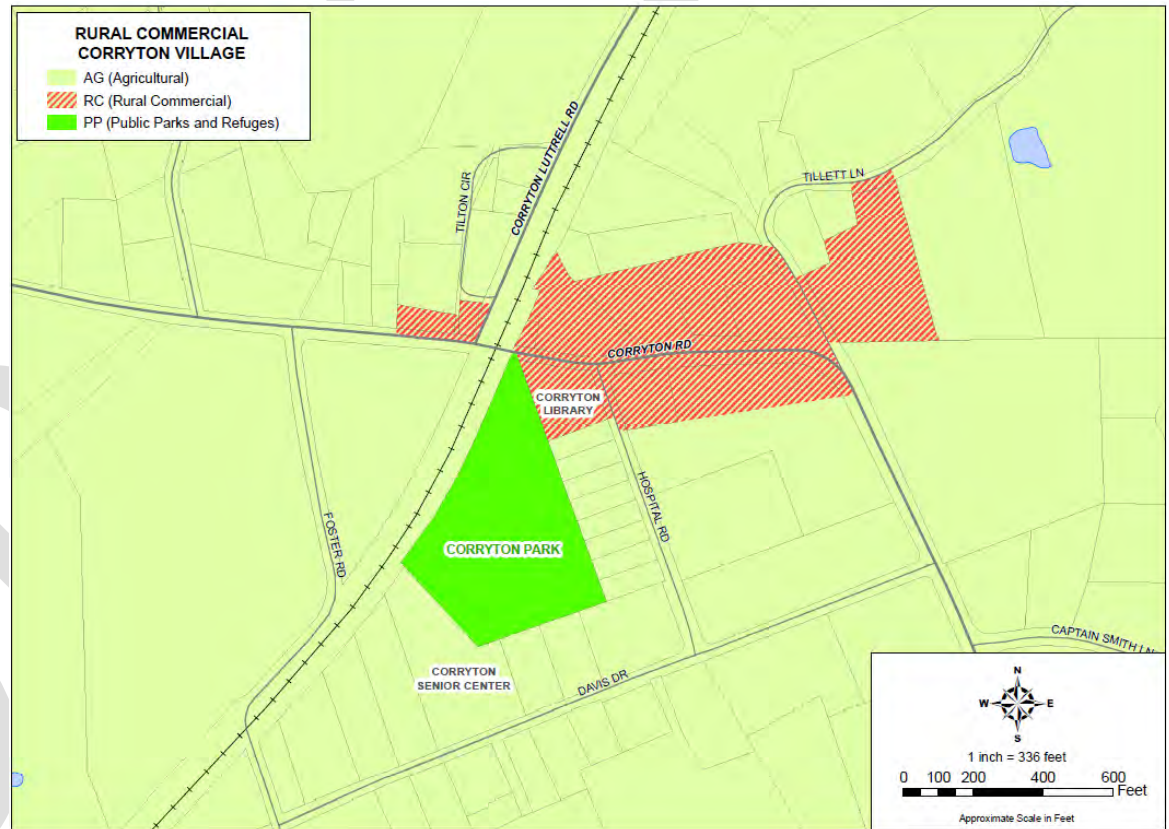 RURAL COMMERCIAL
CORRYTON VILLAGE
AG (Agricultural)
RC (Rural Commercial)
PP (Public Parks and Refuges)
TILTON CIR
CORRYTON LUTTRELL RD
TILLETT LN
CORRYTON RD
CORRYTON
LIBRARY
HOSPITAL RD
FOSTER RD
CORRYTON PARK
CORRYTON
SENIOR CENTER
DAVIS DR
CAPTAIN SMITH LN
N
W
E
S
1 inch = 336 feet
0 100 200 400 600
Feet
Approximate Scale in Feet